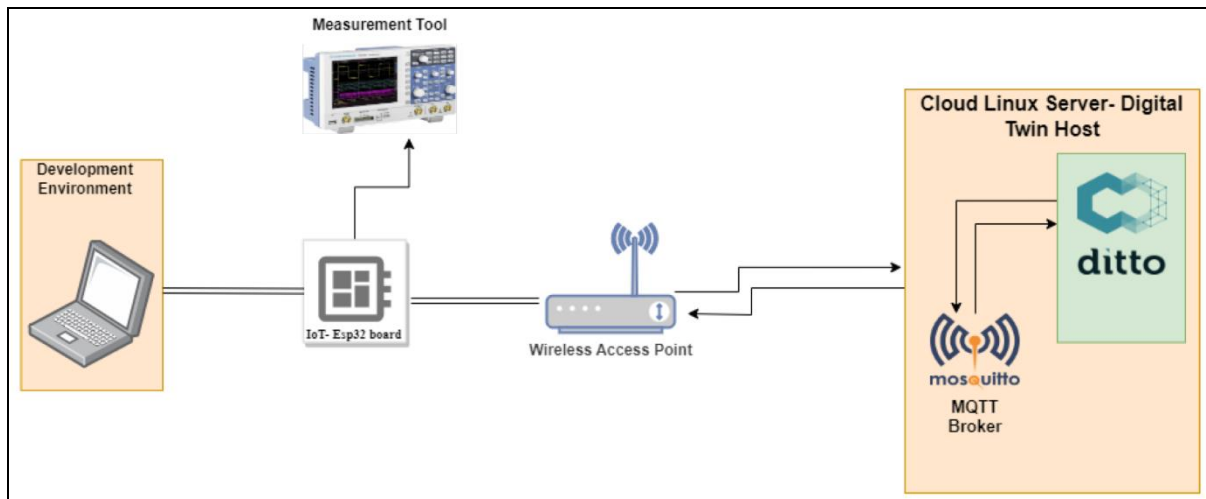 Measurement Tool
Development
Environment
IoT- Esp32 board
Wireless Access Point
Cloud Linux Server- Digital
Twin Host
ditto
mosquitto
MQTT
Broker